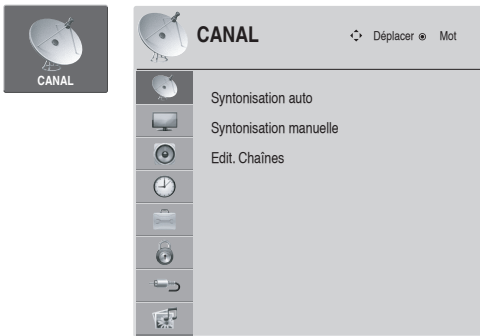 CANAL
CANAL Déplacer Mot
Syntonisation auto
Syntonisation manuelle
Edit. Chaînes